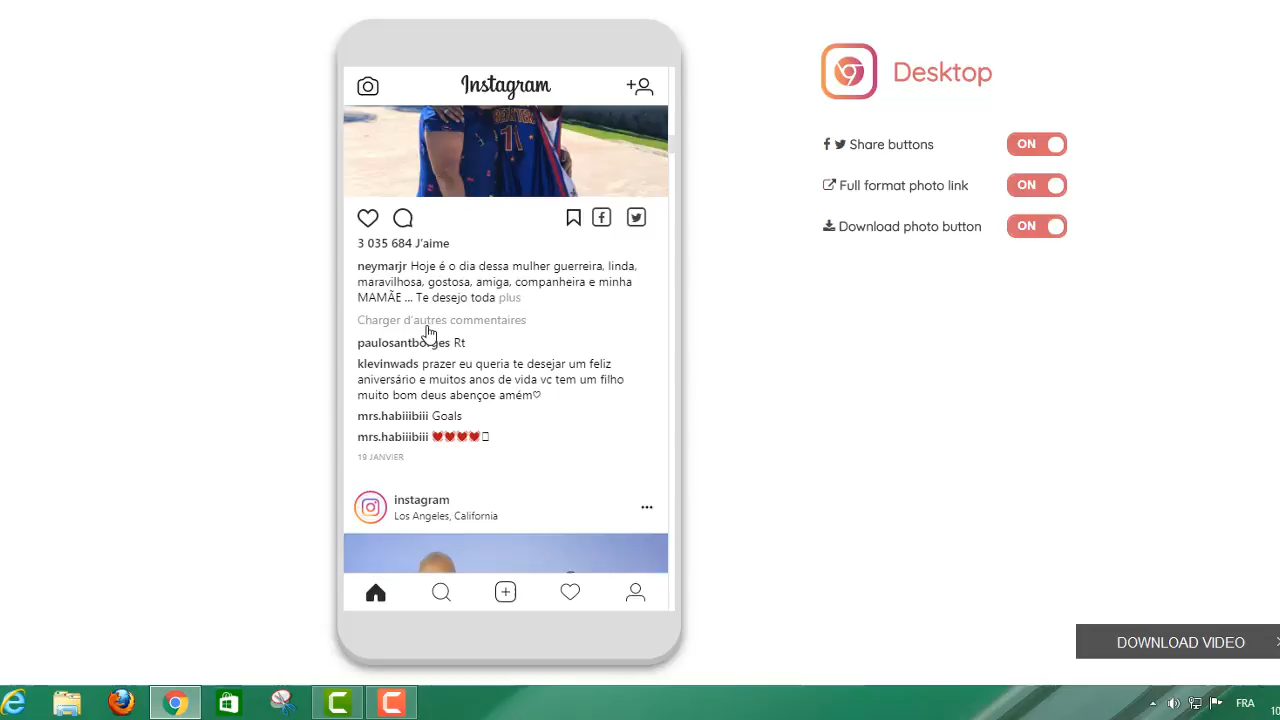 Instagram
Desktop
Share buttons ON
Full format photo link ON
Download photo button ON
3 035 684 J'aime
neymarjr Hoje é o dia dessa mulher guerreira, linda,
maravilhosa, gostosa, amiga, companheira e minha
MAMÃE ... Te desejo toda plus
Charger d'autres commentaires
paulosantborges Rt
klevinwads prazer eu queria te desejar um feliz
aniversário e muitos anos de vida vc tem um filho
muito bom deus abençoe amém♡
mrs.habiiibiii Goals
mrs.habiiibiii ❤❤❤❤
19 JANVIER
instagram
Los Angeles, California
DOWNLOAD VIDEO
FRA
10